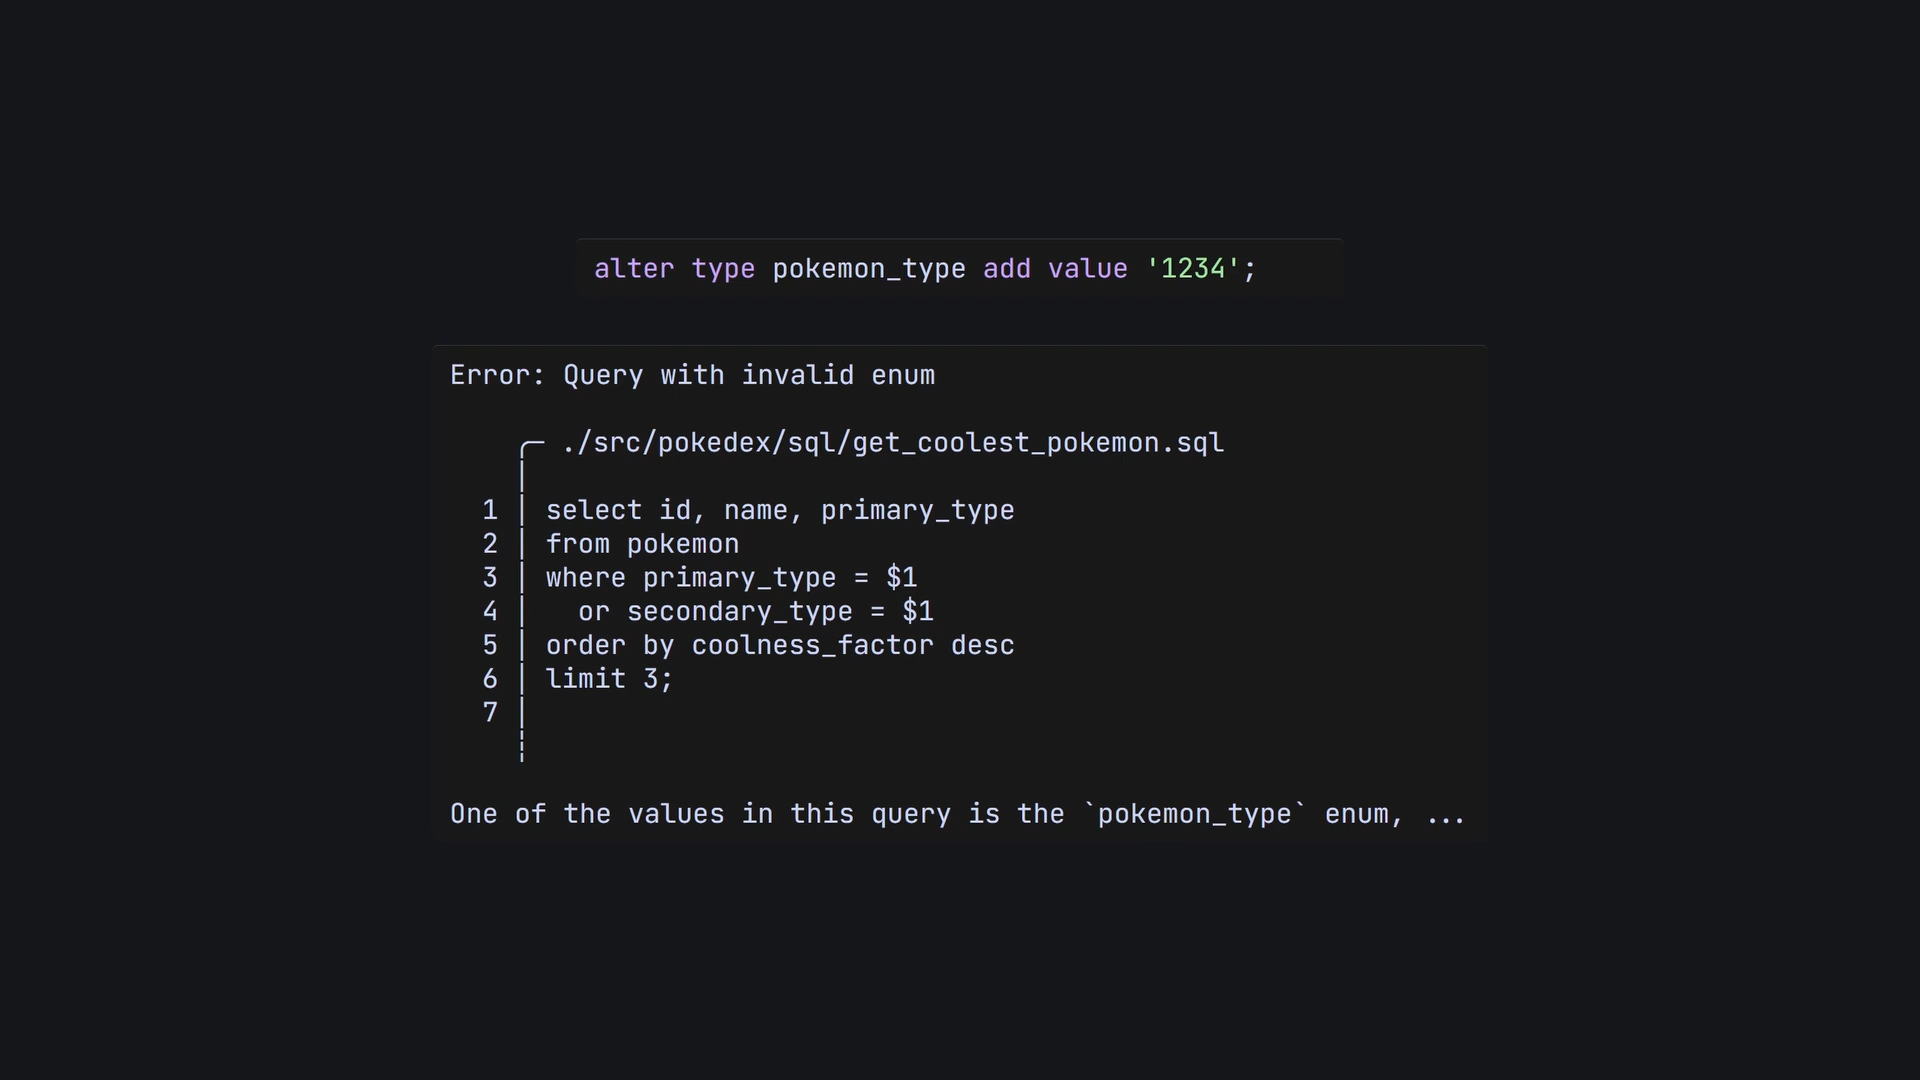 alter type pokemon_type add value '1234';
Error: Query with invalid enum
╭─ ./src/pokedex/sql/get_coolest_pokemon.sql
│
1 │ select id, name, primary_type
2 │ from pokemon
3 │ where primary_type = $1
4 │   or secondary_type = $1
5 │ order by coolness_factor desc
6 │ limit 3;
7 │
┆
One of the values in this query is the `pokemon_type` enum, ...